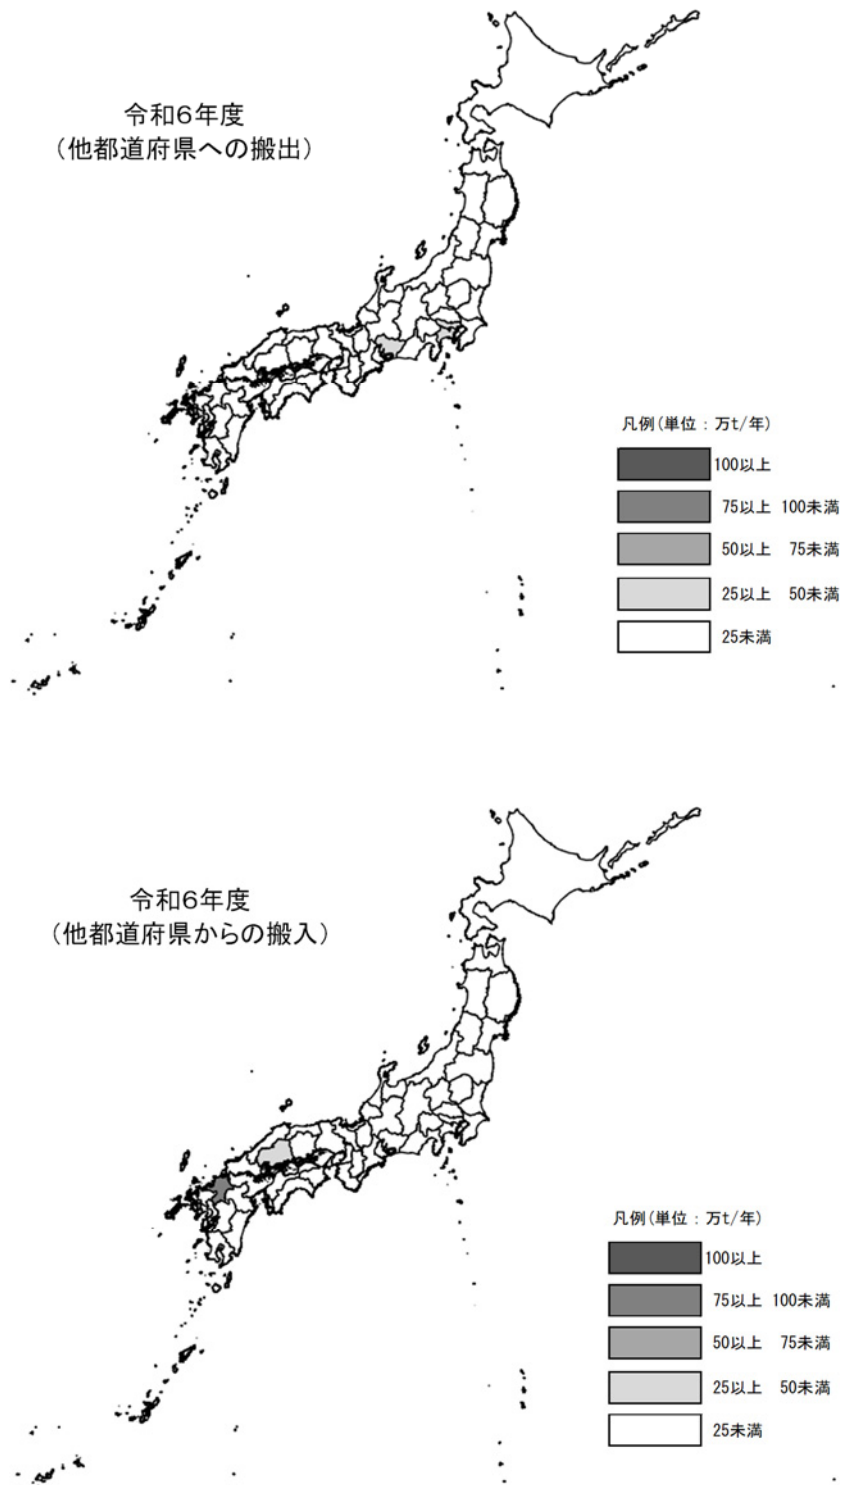 令和6年度
（他都道府県への搬出）
凡例（単位：万t/年）
100以上
75以上 100未満
50以上 75未満
25以上 50未満
25未満
令和6年度
（他都道府県からの搬入）
凡例（単位：万t/年）
100以上
75以上 100未満
50以上 75未満
25以上 50未満
25未満